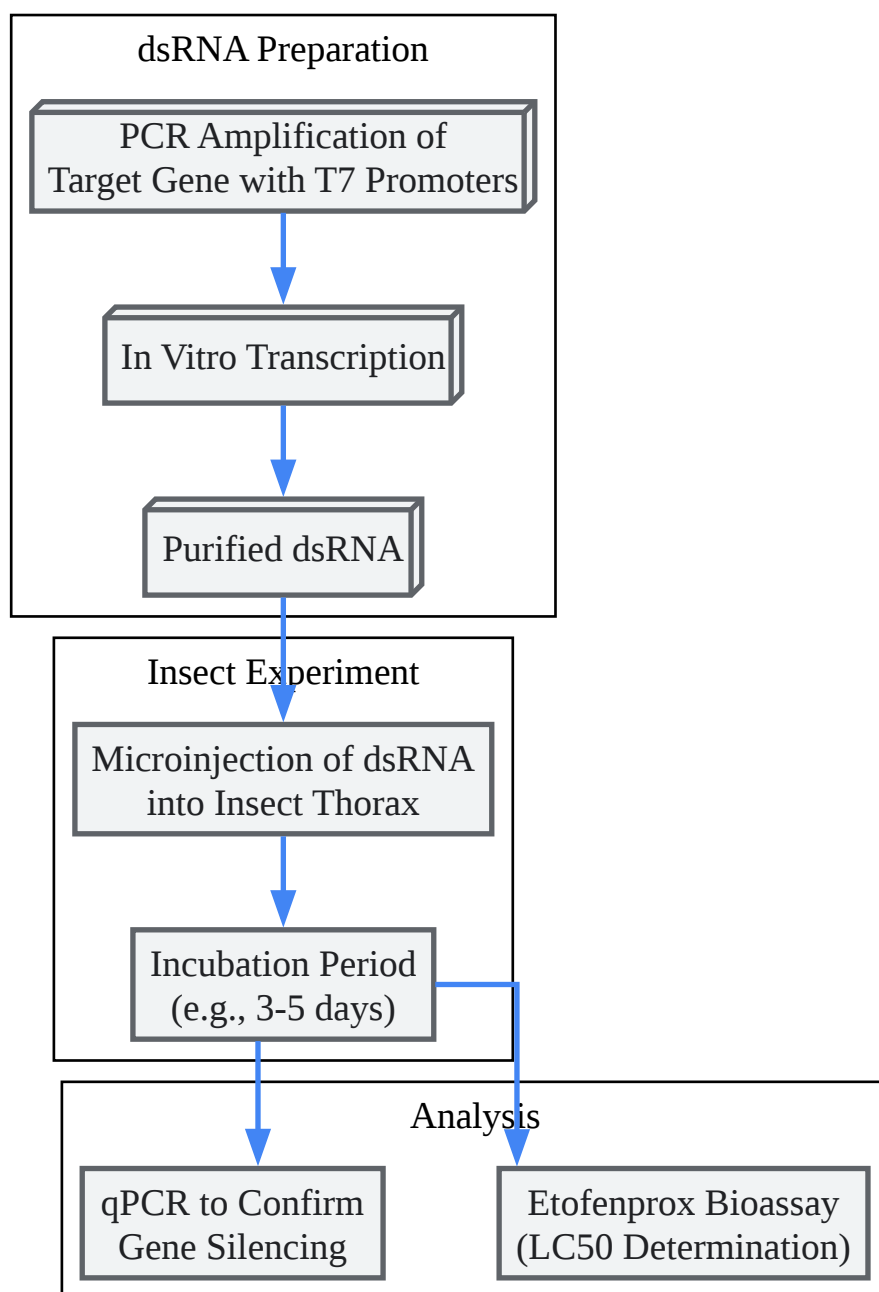 dsRNA Preparation
PCR Amplification of
Target Gene with T7 Promoters
In Vitro Transcription
Purified dsRNA
Insect Experiment
Microinjection of dsRNA
into Insect Thorax
Incubation Period
(e.g., 3-5 days)
Analysis
qPCR to Confirm
Gene Silencing
Etofenprox Bioassay
(LC50 Determination)